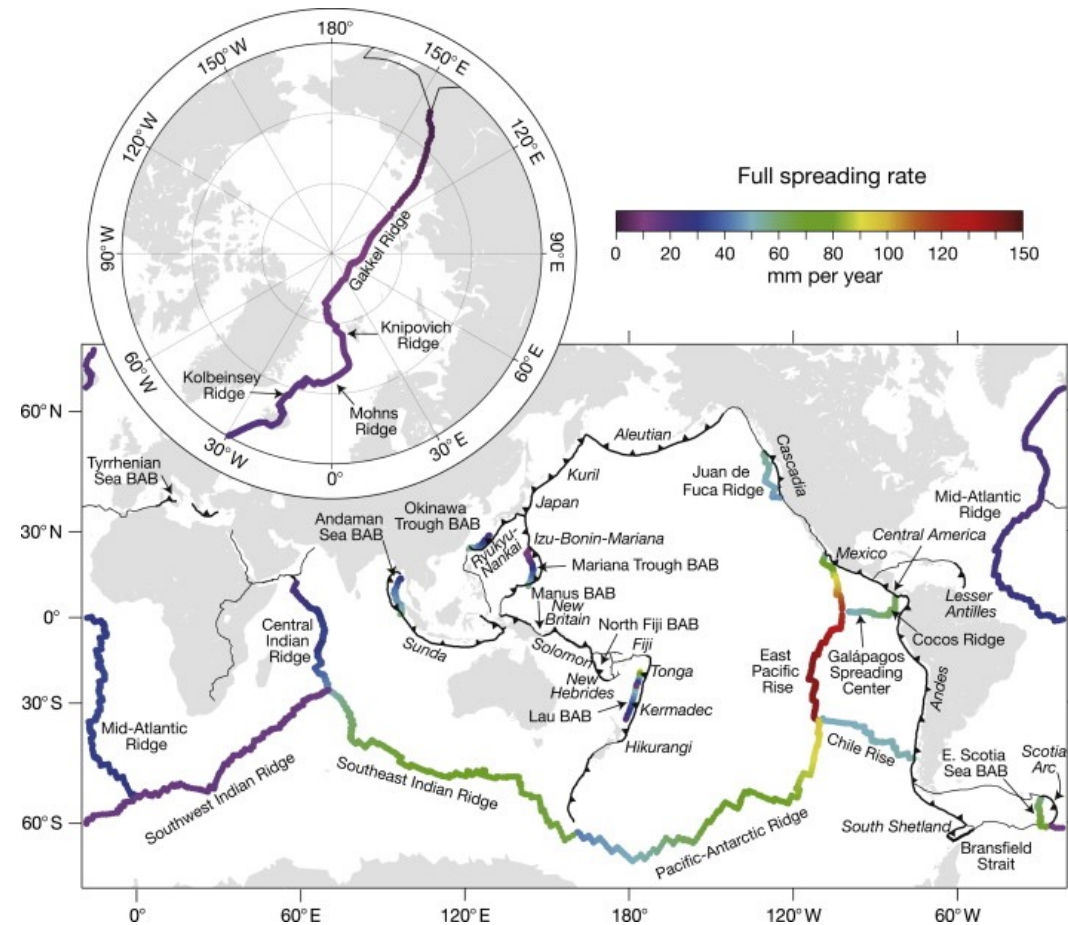 180°
150°W
150°E
120°W
120°E
90°W
90°E
60°W
60°E
30°W
30°E
0°
Gakkel Ridge
Knipovich
Ridge
Kolbeinsey
Ridge
Mohns
Ridge
Full spreading rate
0 20 40 60 80 100 120 150
mm per year
60°N
30°N
0°
30°S
60°S
Tyrrhenian
Sea BAB
Andaman
Sea BAB
Okinawa
Trough BAB
Ryukyu-
Nankai
Aleutian
Kuril
Japan
Izu-Bonin-Mariana
Mariana Trough BAB
Manus BAB
New
Britain
North Fiji BAB
Solomon
Fiji
New
Hebrides
Tonga
Lau BAB
Kermadec
Hikurangi
Sunda
Central
Indian
Ridge
Mid-Atlantic
Ridge
Southwest Indian Ridge
Southeast Indian Ridge
Pacific-Antarctic Ridge
Juan de
Fuca Ridge
Cascadia
Mexico
Central America
Mid-Atlantic
Ridge
Lesser
Antilles
Cocos Ridge
Galápagos
Spreading
Center
East
Pacific
Rise
Andes
Chile Rise
E. Scotia
Sea BAB
Scotia
Arc
South Shetland
Bransfield
Strait
0° 60°E 120°E 180° 120°W 60°W